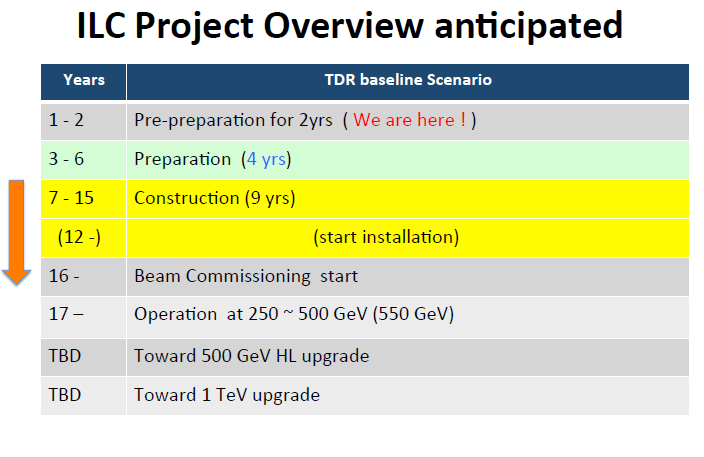 ILC Project Overview anticipated
Years TDR baseline Scenario
1 - 2 Pre-preparation for 2yrs ( We are here ! )
3 - 6 Preparation (4 yrs)
7 - 15 Construction (9 yrs)
(12 -) (start installation)
16 - Beam Commissioning start
17 – Operation at 250 ~ 500 GeV (550 GeV)
TBD Toward 500 GeV HL upgrade
TBD Toward 1 TeV upgrade